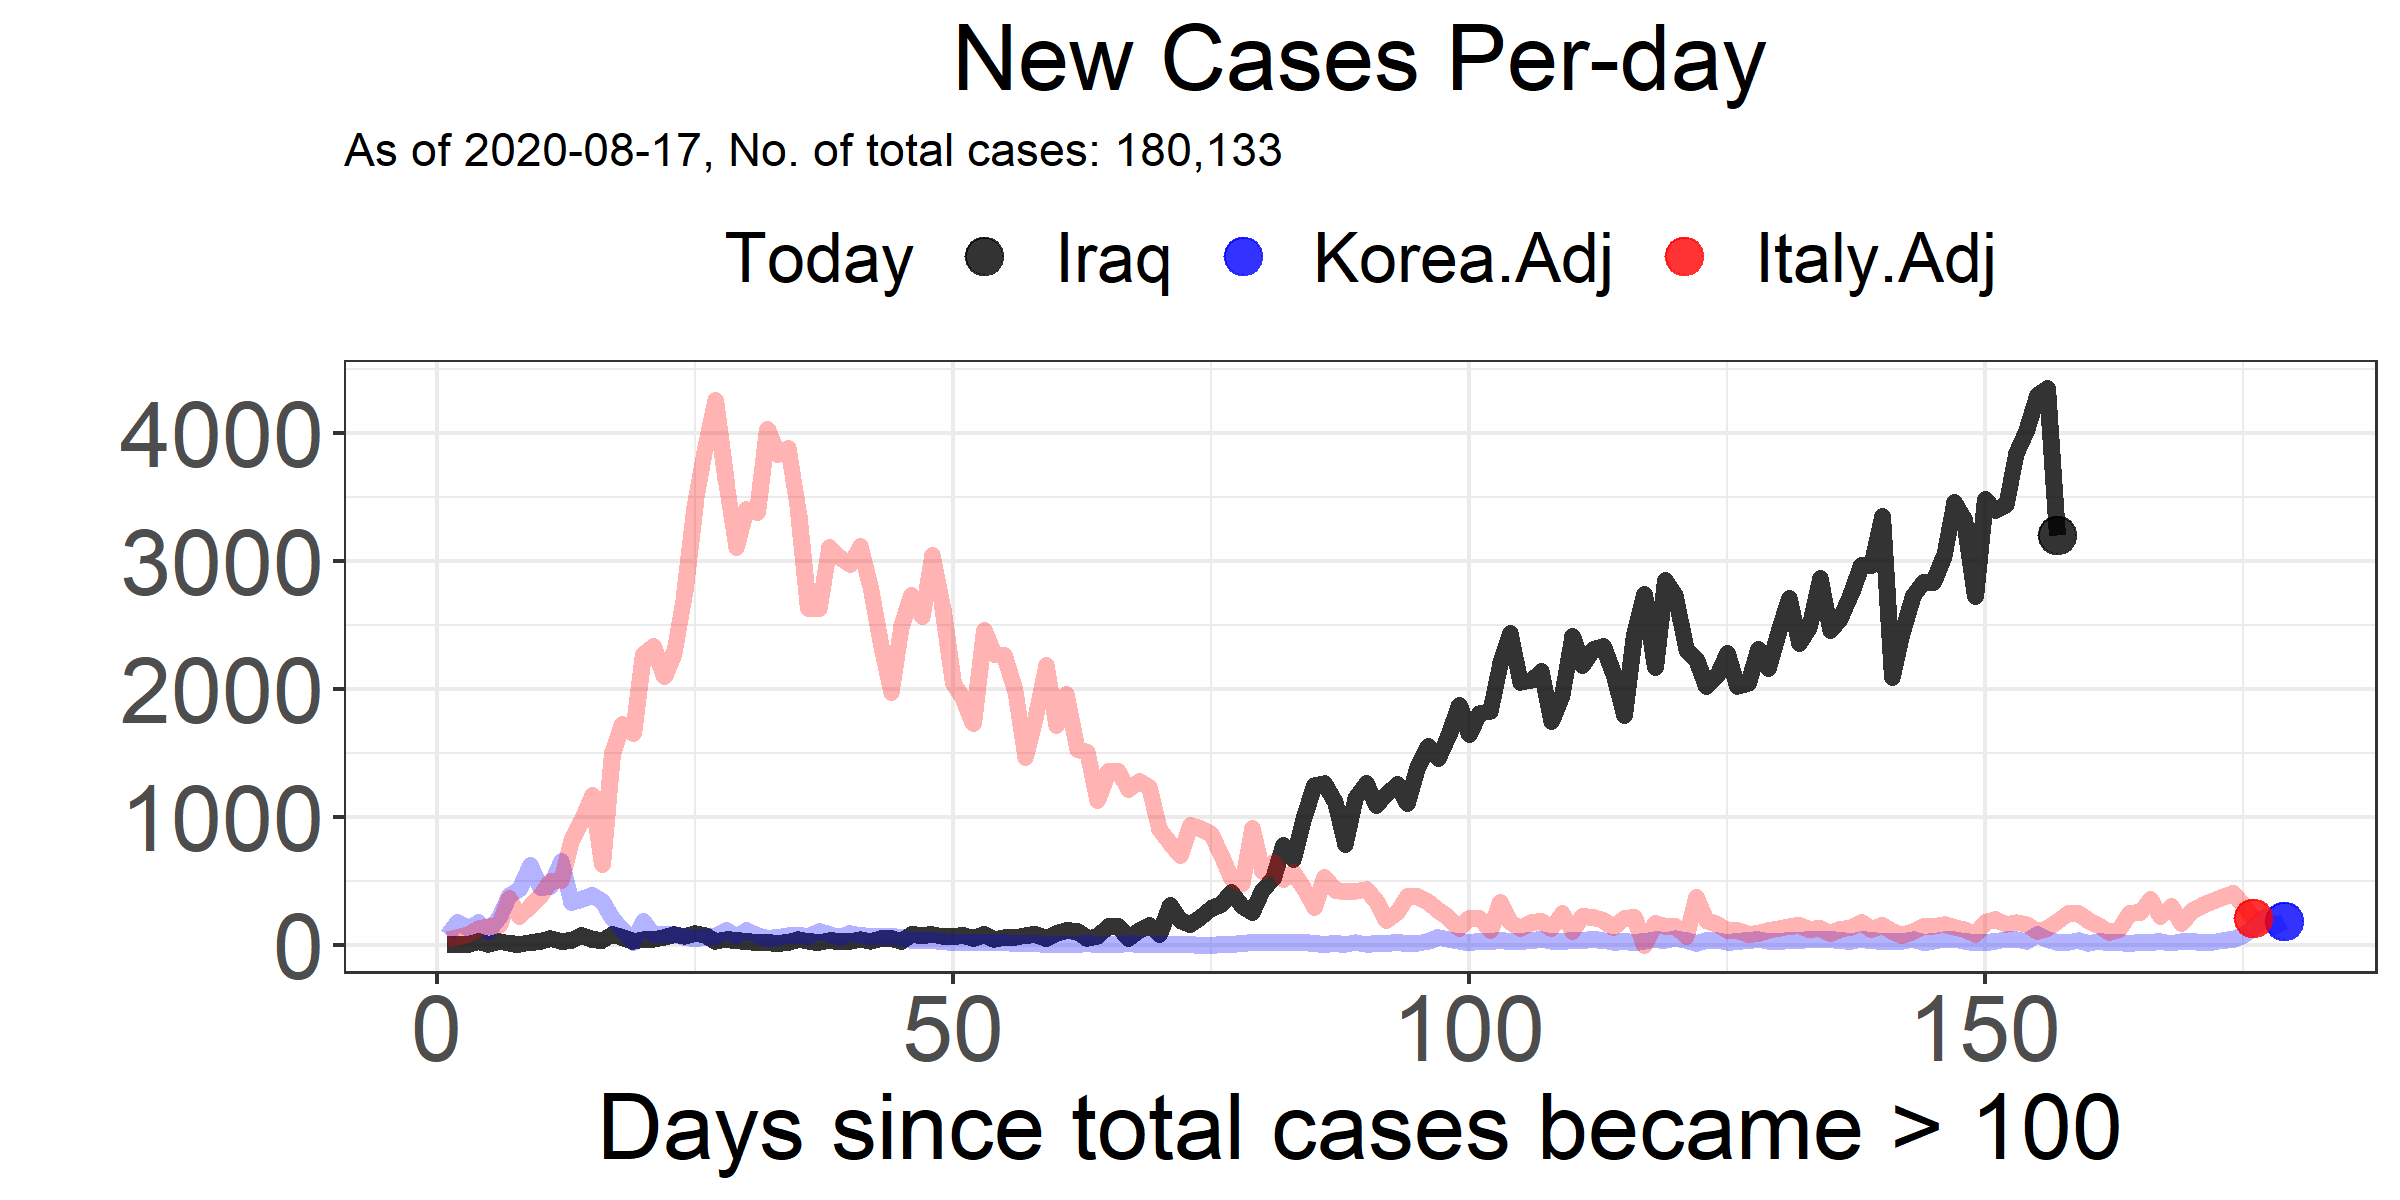 New Cases Per-day
As of 2020-08-17, No. of total cases: 180,133
Today Iraq Korea.Adj Italy.Adj
4000
3000
2000
1000
0
0 50 100 150
Days since total cases became > 100